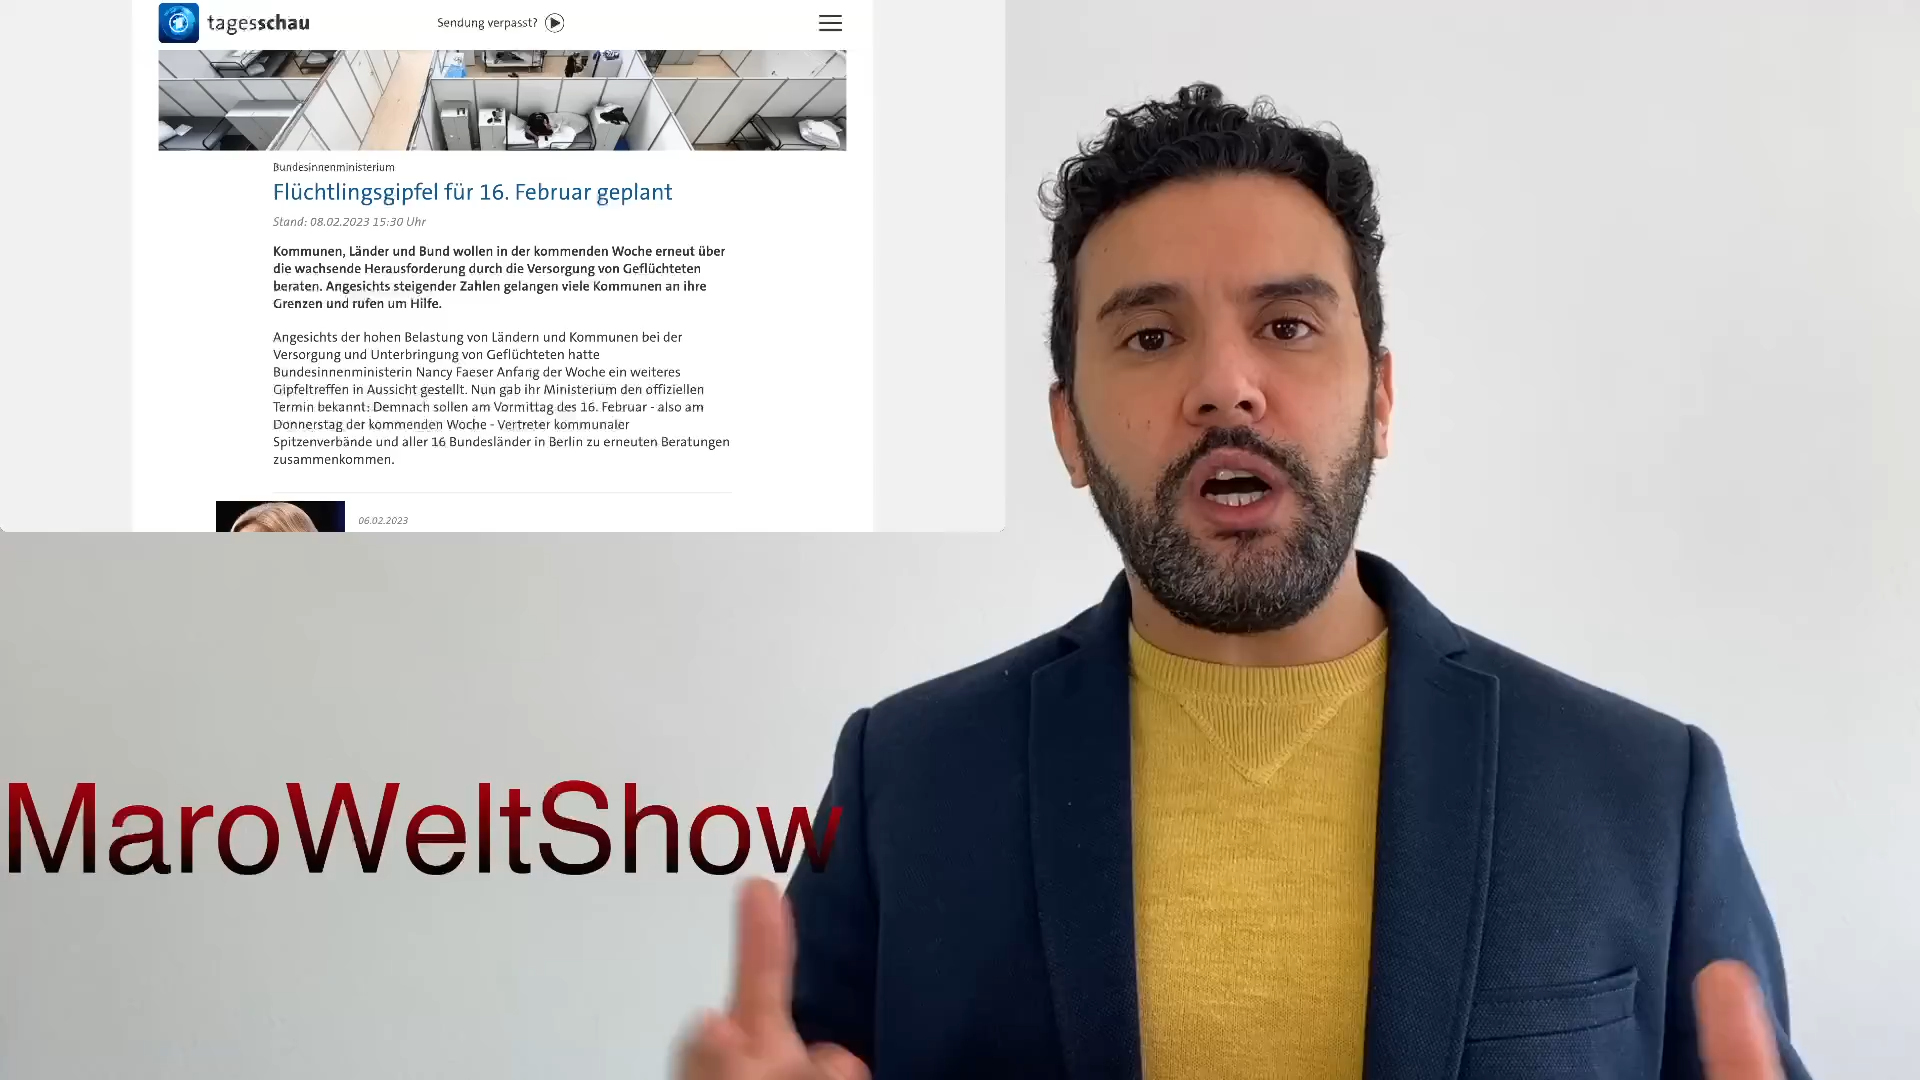 tagesschau
Sendung verpasst?
Bundesinnenministerium
Flüchtlingsgipfel für 16. Februar geplant
Stand: 08.02.2023 15:30 Uhr
Kommunen, Länder und Bund wollen in der kommenden Woche erneut über
die wachsende Herausforderung durch die Versorgung von Geflüchteten
beraten. Angesichts steigender Zahlen gelangen viele Kommunen an ihre
Grenzen und rufen um Hilfe.
Angesichts der hohen Belastung von Ländern und Kommunen bei der
Versorgung und Unterbringung von Geflüchteten hatte
Bundesinnenministerin Nancy Faeser Anfang der Woche ein weiteres
Gipfeltreffen in Aussicht gestellt. Nun gab ihr Ministerium den offiziellen
Termin bekannt: Demnach sollen am Vormittag des 16. Februar - also am
Donnerstag der kommenden Woche - Vertreter kommunaler
Spitzenverbände und aller 16 Bundesländer in Berlin zu erneuten Beratungen
zusammenkommen.
06.02.2023
MaroWeltShow